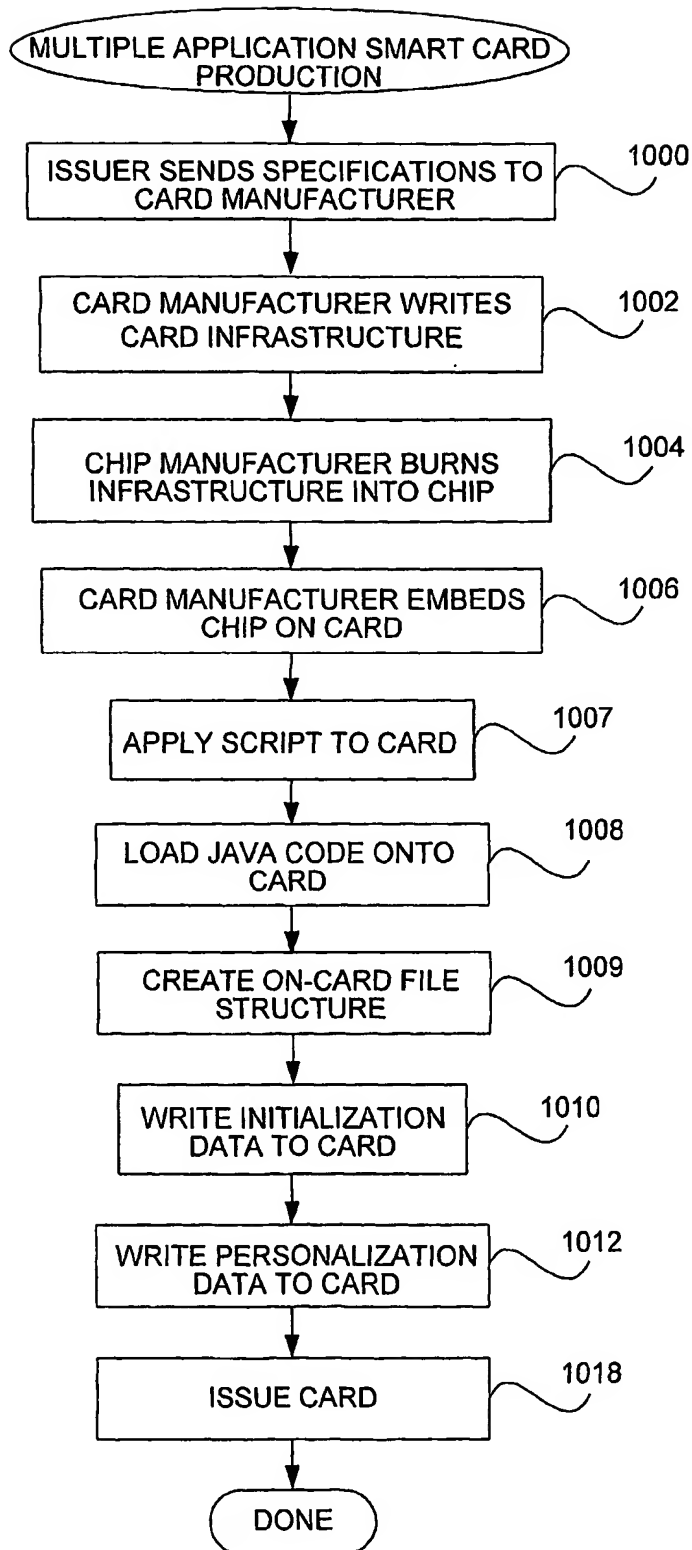 MULTIPLE APPLICATION SMART CARD
PRODUCTION
ISSUER SENDS SPECIFICATIONS TO
CARD MANUFACTURER
1000
CARD MANUFACTURER WRITES
CARD INFRASTRUCTURE
1002
CHIP MANUFACTURER BURNS
INFRASTRUCTURE INTO CHIP
1004
CARD MANUFACTURER EMBEDS
CHIP ON CARD
1006
APPLY SCRIPT TO CARD
1007
LOAD JAVA CODE ONTO
CARD
1008
CREATE ON-CARD FILE
STRUCTURE
1009
WRITE INITIALIZATION
DATA TO CARD
1010
WRITE PERSONALIZATION
DATA TO CARD
1012
ISSUE CARD
1018
DONE